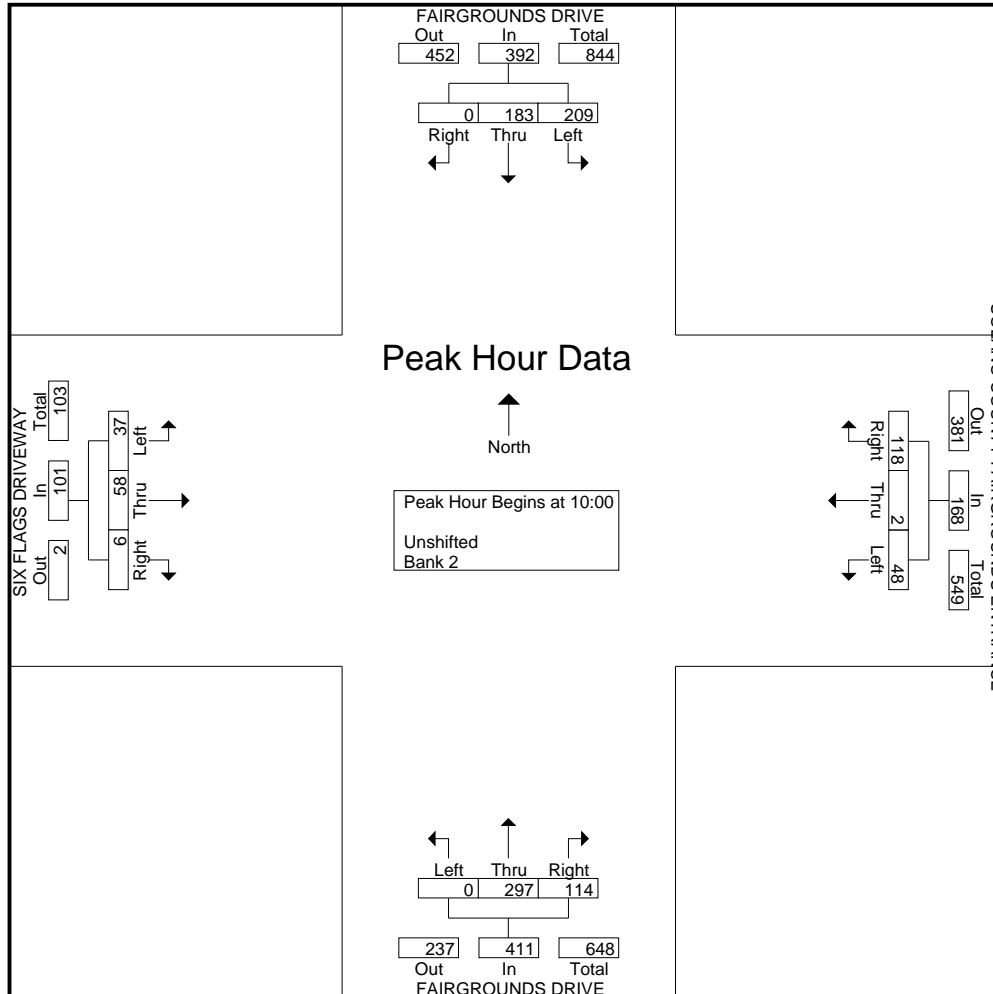 FAIRGROUNDS DRIVE
Out In Total
452 392 844
0 183 209
Right Thru Left
Peak Hour Data
North
Peak Hour Begins at 10:00
Unshifted
Bank 2
SIX FLAGS DRIVEWAY
Out In Total
2 101 103
6 58 37
Right Thru Left
Right Thru Left
118 2 48
Out In Total
381 168 549
Left Thru Right
0 297 114
237 411 648
Out In Total
FAIRGROUNDS DRIVE